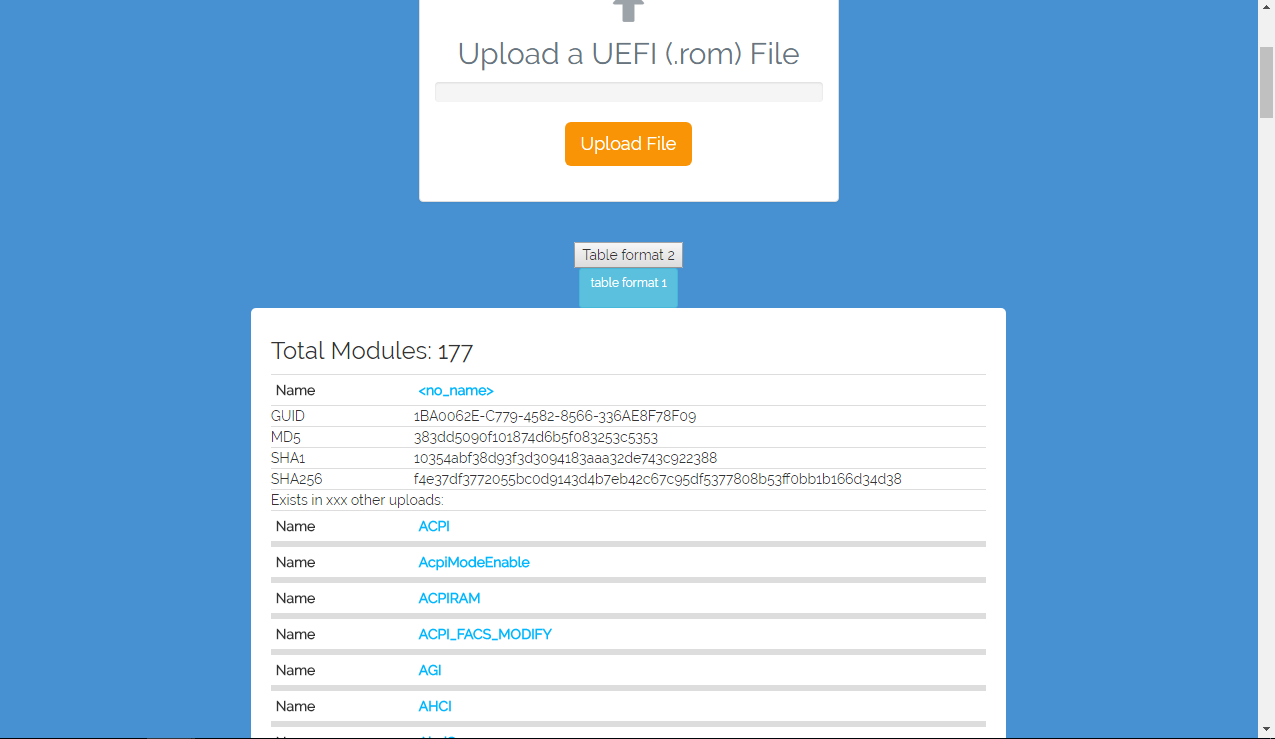 Upload a UEFI (.rom) File
Upload File
Table format 2
table format 1
Total Modules: 177
Name <no_name>
GUID 1BA0062E-C779-4582-8566-336AE8F78F09
MD5 383dd5090f101874d6b5f083253c5353
SHA1 10354abf38d93f3d3094183aaa32de743c922388
SHA256 f4e37df3772055bc0d9143d4b7eb42c67c95df5377808b53ff0bb1b166d34d38
Exists in xxx other uploads:
Name ACPI
Name AcpiModeEnable
Name ACPIRAM
Name ACPI_FACS_MODIFY
Name AGI
Name AHCI